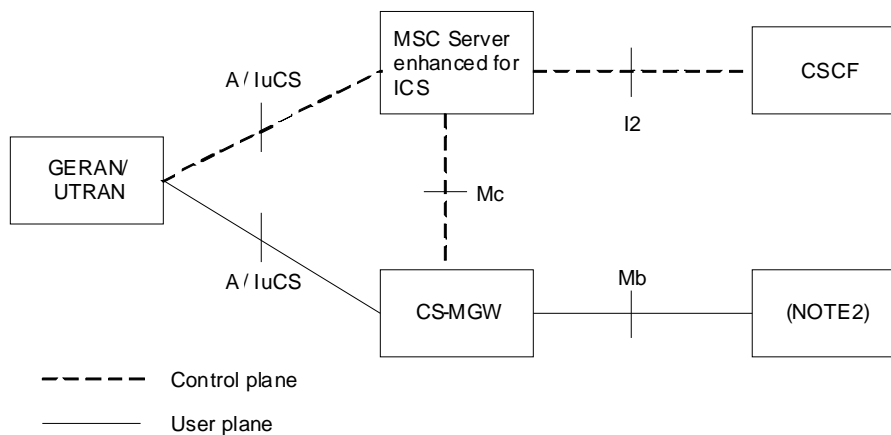 MSC Server
enhanced for
ICS
CSCF
A / IuCS
I2
GERAN/
UTRAN
Mc
A / IuCS
Mb
CS-MGW
(NOTE2)
Control plane
User plane